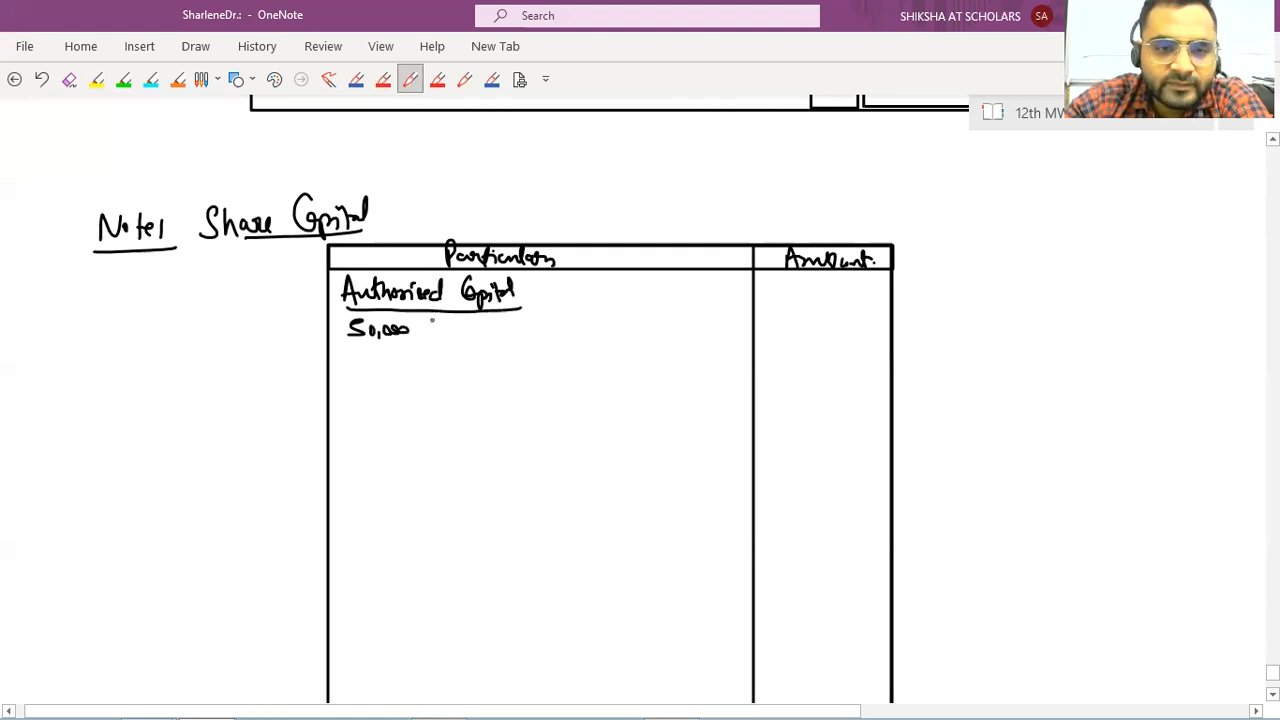 SharleneDr.: - OneNote
Search
SHIKSHA AT SCHOLARS SA
File Home Insert Draw History Review View Help New Tab
12th MW
Note1 Share Capital
Particulars Amount.
Authorised Capital
50,000